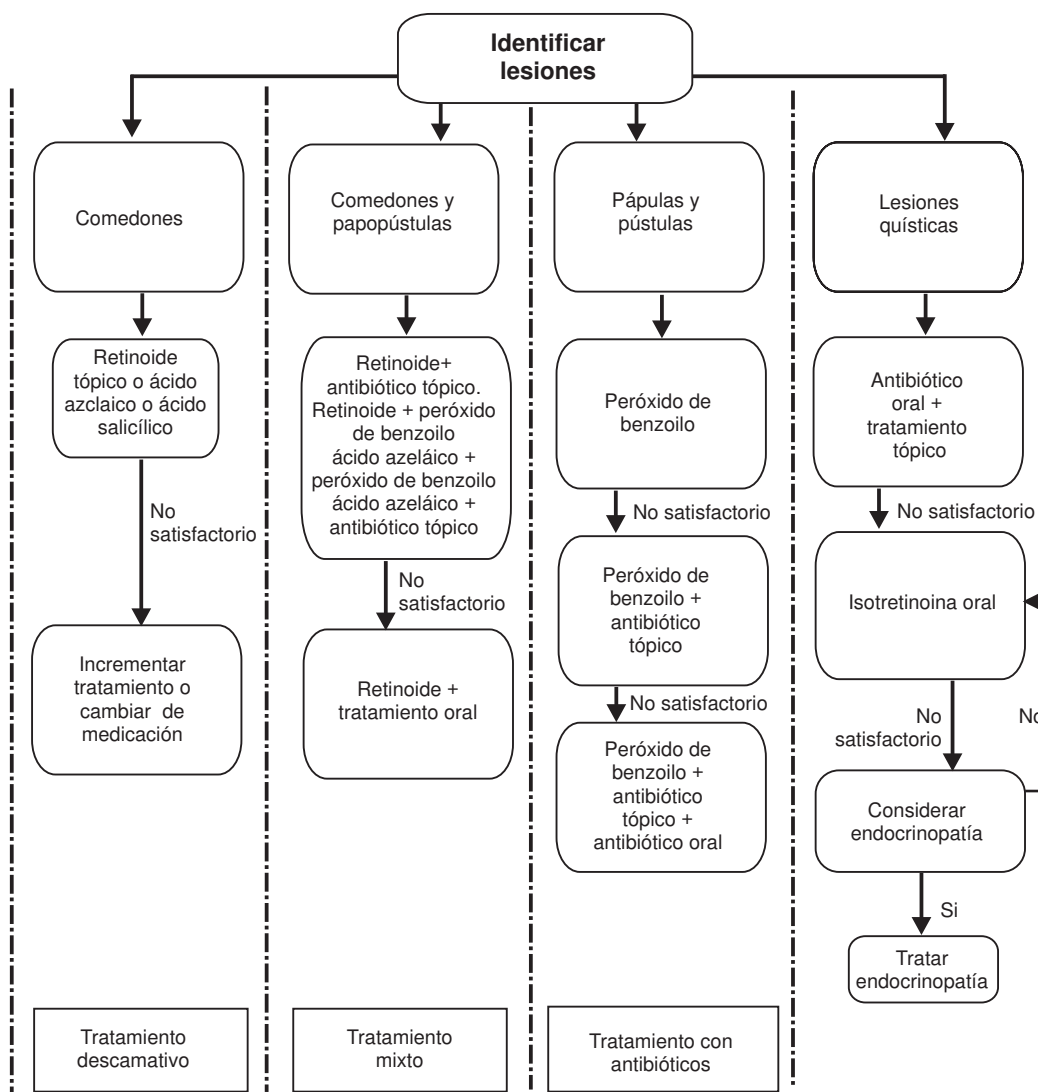 Identificar
lesiones
Comedones
Retinoide
tópico o ácido
azclaico o ácido
salicílico
No
satisfactorio
Incrementar
tratamiento o
cambiar de
medicación
Tratamiento
descamativo
Comedones y
papopústulas
Retinoide+
antibiótico tópico.
Retinoide + peróxido
de benzoilo
ácido azeláico +
peróxido de benzoilo
ácido azeláico +
antibiótico tópico
No
satisfactorio
Retinoide +
tratamiento oral
Tratamiento
mixto
Pápulas y
pústulas
Peróxido de
benzoilo
No satisfactorio
Peróxido de
benzoilo +
antibiótico
tópico
No satisfactorio
Peróxido de
benzoilo +
antibiótico
tópico +
antibiótico oral
Tratamiento con
antibióticos
Lesiones
quísticas
Antibiótico
oral +
tratamiento
tópico
No satisfactorio
Isotretinoina oral
No
satisfactorio
No
Considerar
endocrinopatía
Si
Tratar
endocrinopatía